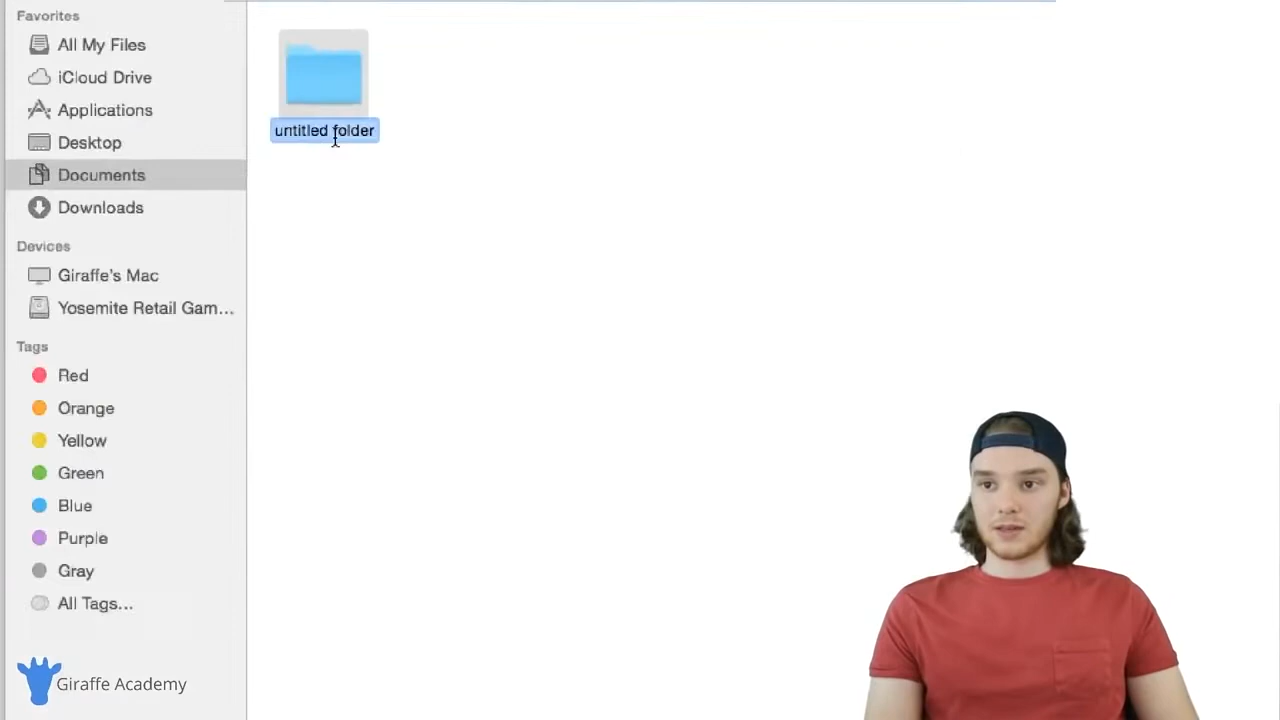 Favorites
All My Files
iCloud Drive
Applications
Desktop
Documents
Downloads
Devices
Giraffe's Mac
Yosemite Retail Gam...
Tags
Red
Orange
Yellow
Green
Blue
Purple
Gray
All Tags...
Giraffe Academy
untitled folder